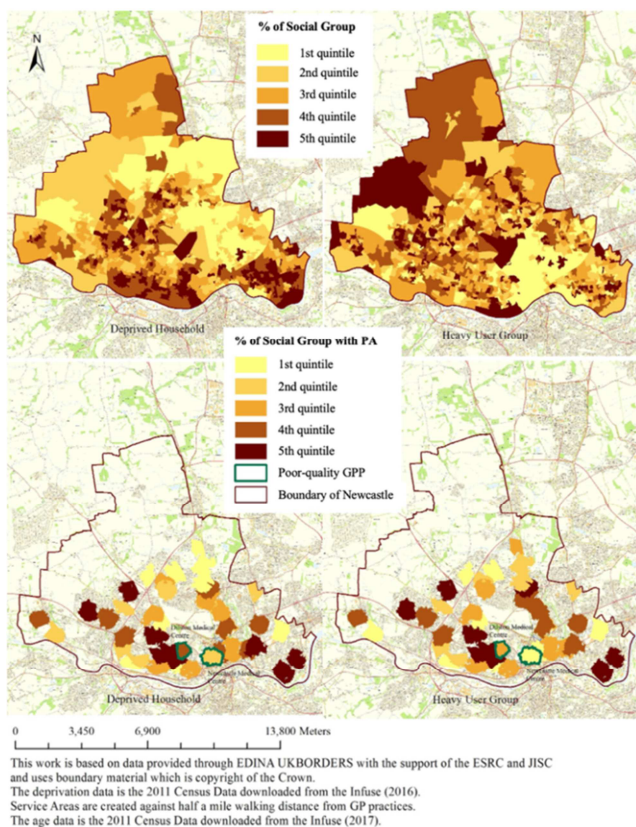 N
% of Social Group
1st quintile
2nd quintile
3rd quintile
4th quintile
5th quintile
Deprived Household
Heavy User Group
% of Social Group with PA
1st quintile
2nd quintile
3rd quintile
4th quintile
5th quintile
Poor-quality GPP
Boundary of Newcastle
Deprived Household
Heavy User Group
0 3,450 6,900 13,800 Meters
This work is based on data provided through EDINA UKBORDERS with the support of the ESRC and JISC
and uses boundary material which is copyright of the Crown.
The deprivation data is the 2011 Census Data downloaded from the Infuse (2016).
Service Areas are created against half a mile walking distance from GP practices.
The age data is the 2011 Census Data downloaded from the Infuse (2017).